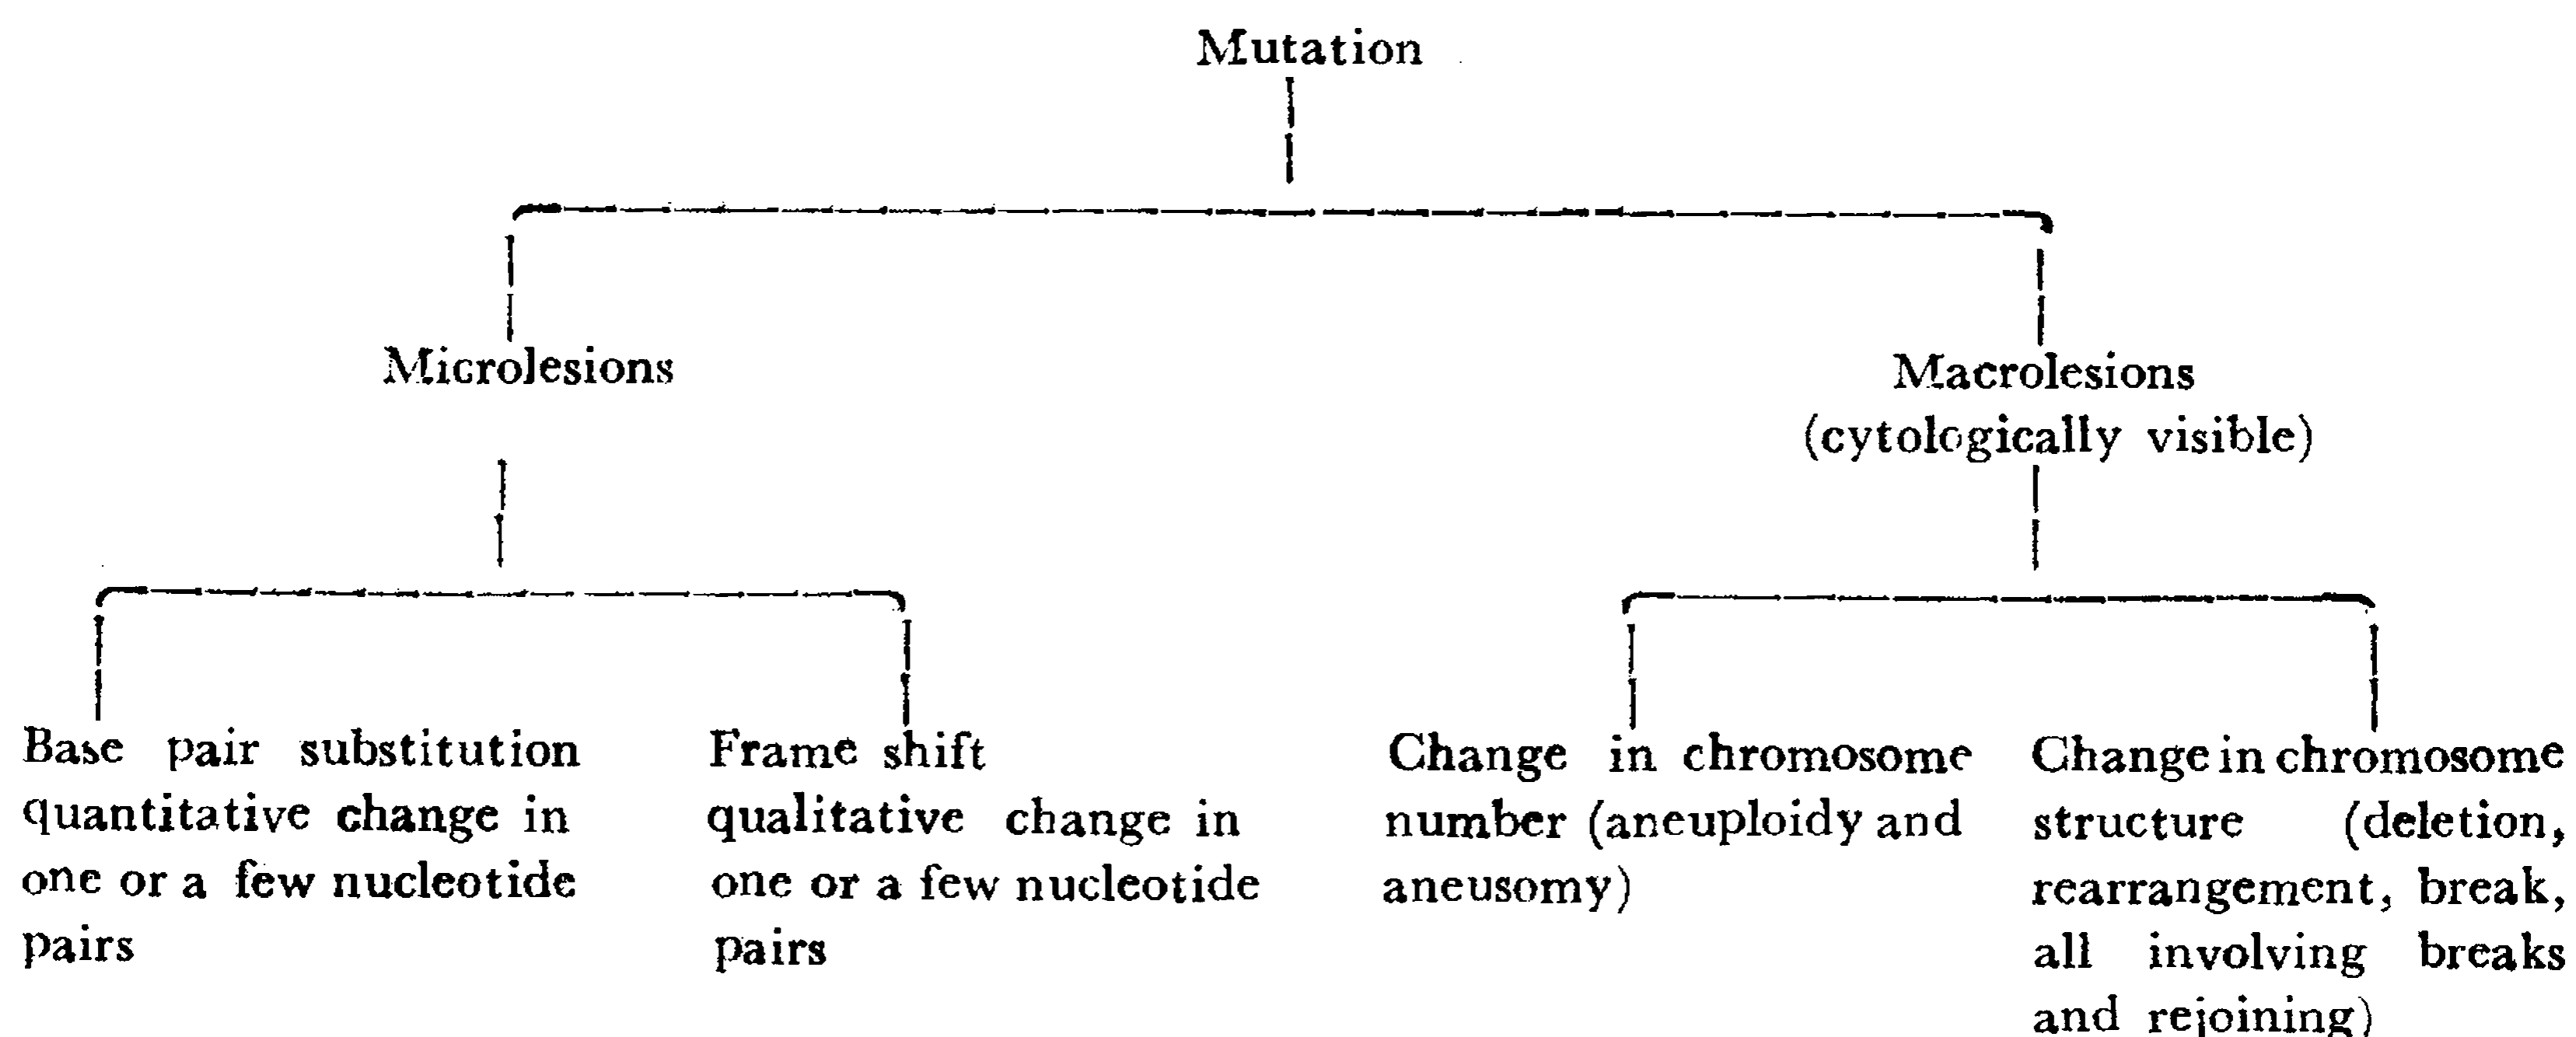 Mutation
Microlesions
Macrolesions
(cytologically visible)
Base pair substitution
quantitative change in
one or a few nucleotide
pairs
Frame shift
qualitative change in
one or a few nucleotide
pairs
Change in chromosome
number (aneuploidy and
aneusomy)
Change in chromosome
structure (deletion,
rearrangement, break,
all involving breaks
and rejoining)